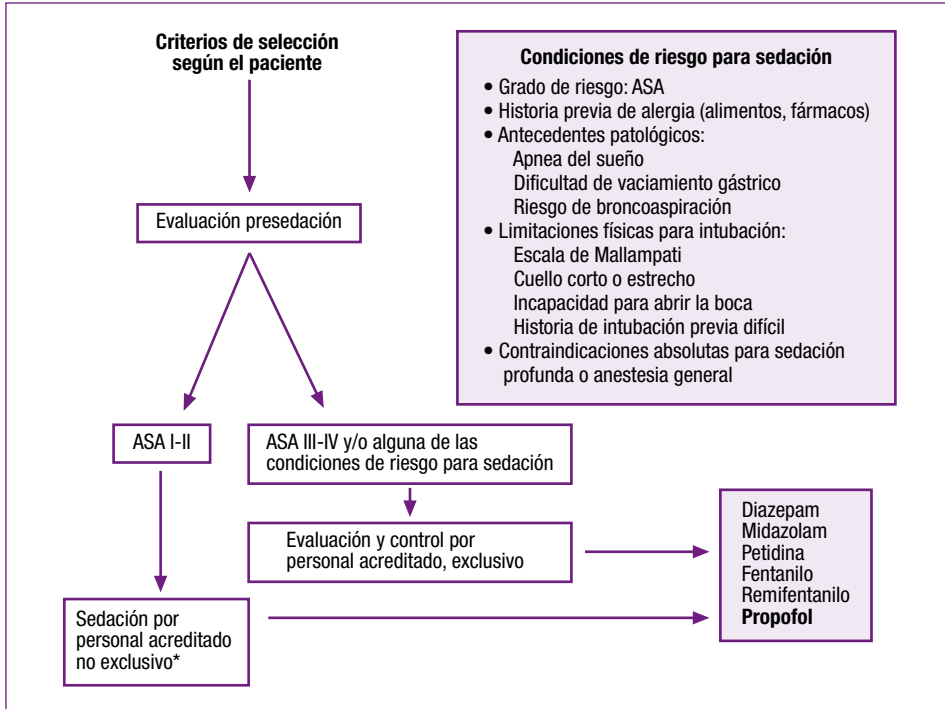 Criterios de selección
según el paciente
Evaluación presedación
Condiciones de riesgo para sedación
• Grado de riesgo: ASA
• Historia previa de alergia (alimentos, fármacos)
• Antecedentes patológicos:
Apnea del sueño
Dificultad de vaciamiento gástrico
Riesgo de broncoaspiración
• Limitaciones físicas para intubación:
Escala de Mallampati
Cuello corto o estrecho
Incapacidad para abrir la boca
Historia de intubación previa difícil
• Contraindicaciones absolutas para sedación
profunda o anestesia general
ASA I-II
ASA III-IV y/o alguna de las
condiciones de riesgo para sedación
Evaluación y control por
personal acreditado, exclusivo
Sedación por
personal acreditado
no exclusivo*
Diazepam
Midazolam
Petidina
Fentanilo
Remifentanilo
Propofol